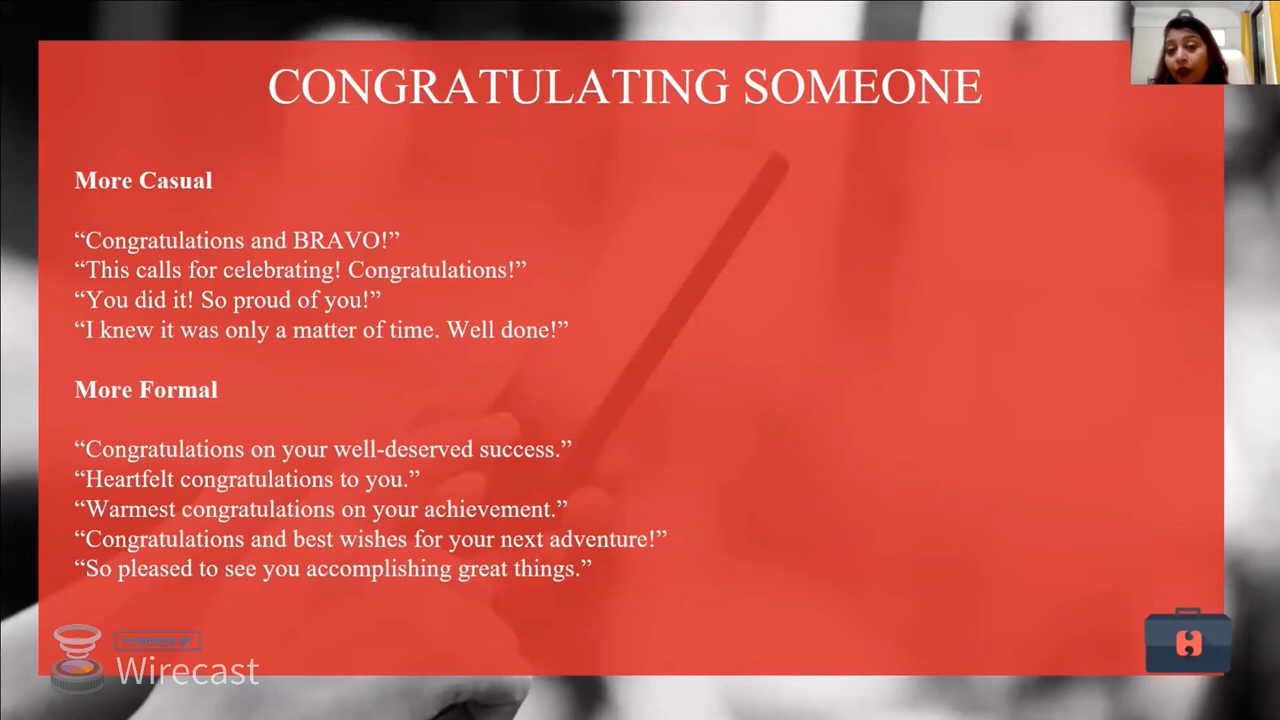 CONGRATULATING SOMEONE
More Casual
“Congratulations and BRAVO!”
“This calls for celebrating! Congratulations!”
“You did it! So proud of you!”
“I knew it was only a matter of time. Well done!”
More Formal
“Congratulations on your well-deserved success.”
“Heartfelt congratulations to you.”
“Warmest congratulations on your achievement.”
“Congratulations and best wishes for your next adventure!”
“So pleased to see you accomplishing great things.”
POWERED BY
Wirecast